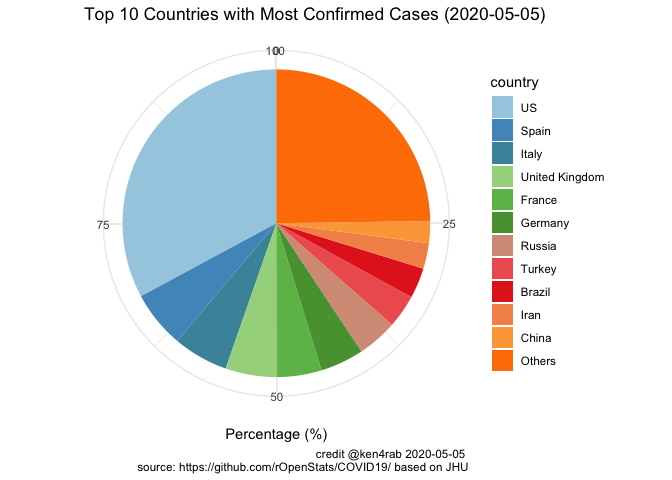 Top 10 Countries with Most Confirmed Cases (2020-05-05)
100
0
country
US
Spain
Italy
United Kingdom
France
Germany
Russia
Turkey
Brazil
Iran
China
Others
75
25
50
Percentage (%)
credit @ken4rab 2020-05-05
source: https://github.com/rOpenStats/COVID19/ based on JHU